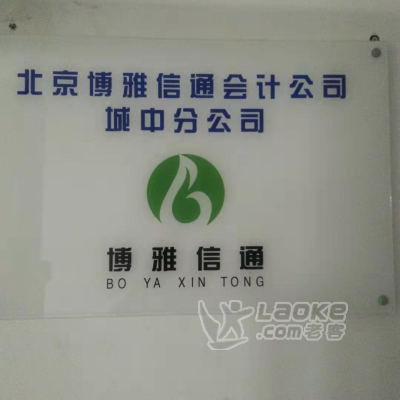 北京博雅信通会计公司
城中分公司
博雅信通
BO YA XIN TONG
LAOKE
.com老客